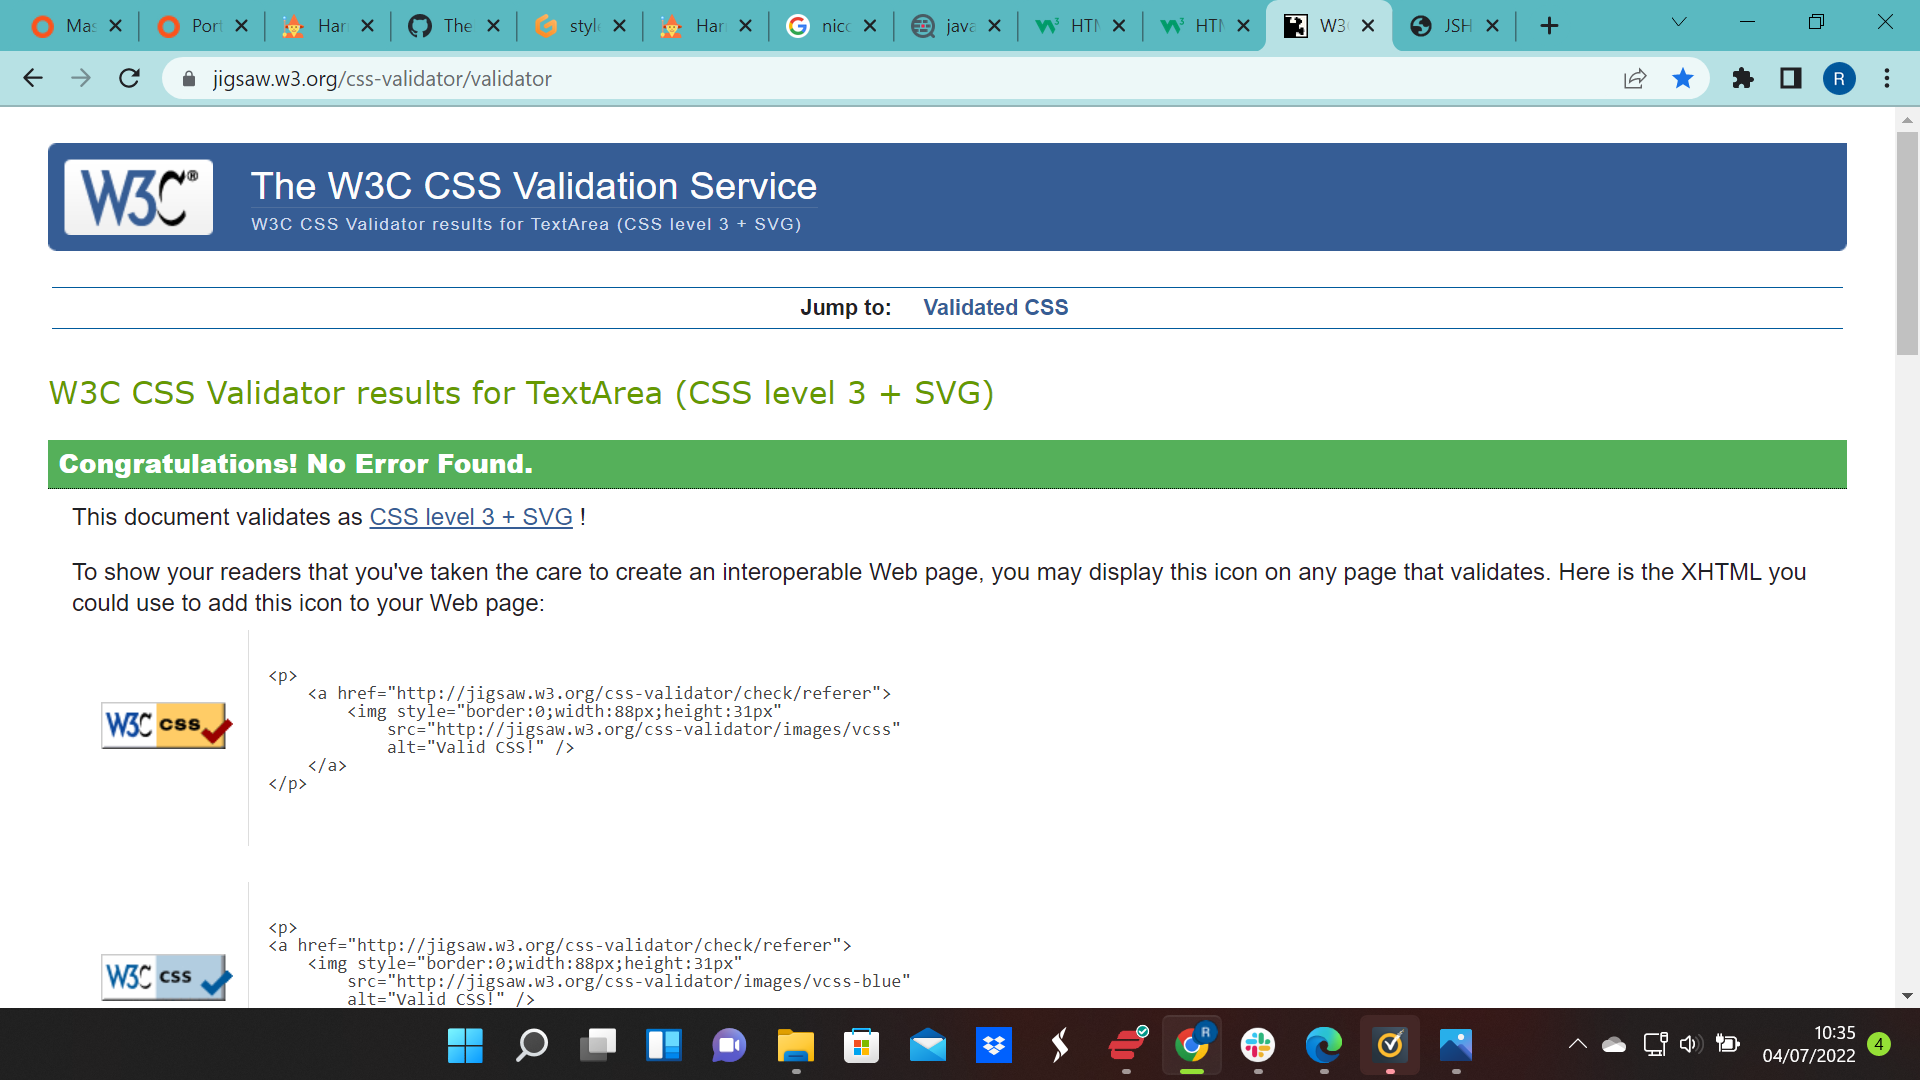 Mas
Port
Har
The
style
Har
nicc
java
HTM
HTM
W3C
JSH
jigsaw.w3.org/css-validator/validator
R
W3C®
The W3C CSS Validation Service
W3C CSS Validator results for TextArea (CSS level 3 + SVG)
Jump to: Validated CSS
W3C CSS Validator results for TextArea (CSS level 3 + SVG)
Congratulations! No Error Found.
This document validates as CSS level 3 + SVG !
To show your readers that you've taken the care to create an interoperable Web page, you may display this icon on any page that validates. Here is the XHTML you
could use to add this icon to your Web page:
W3C css
<p>
<a href="http://jigsaw.w3.org/css-validator/check/referer">
<img style="border:0;width:88px;height:31px"
src="http://jigsaw.w3.org/css-validator/images/vcss"
alt="Valid CSS!" />
</a>
</p>
W3C css
<p>
<a href="http://jigsaw.w3.org/css-validator/check/referer">
<img style="border:0;width:88px;height:31px"
src="http://jigsaw.w3.org/css-validator/images/vcss-blue"
alt="Valid CSS!" />
R
10:35
04/07/2022
4